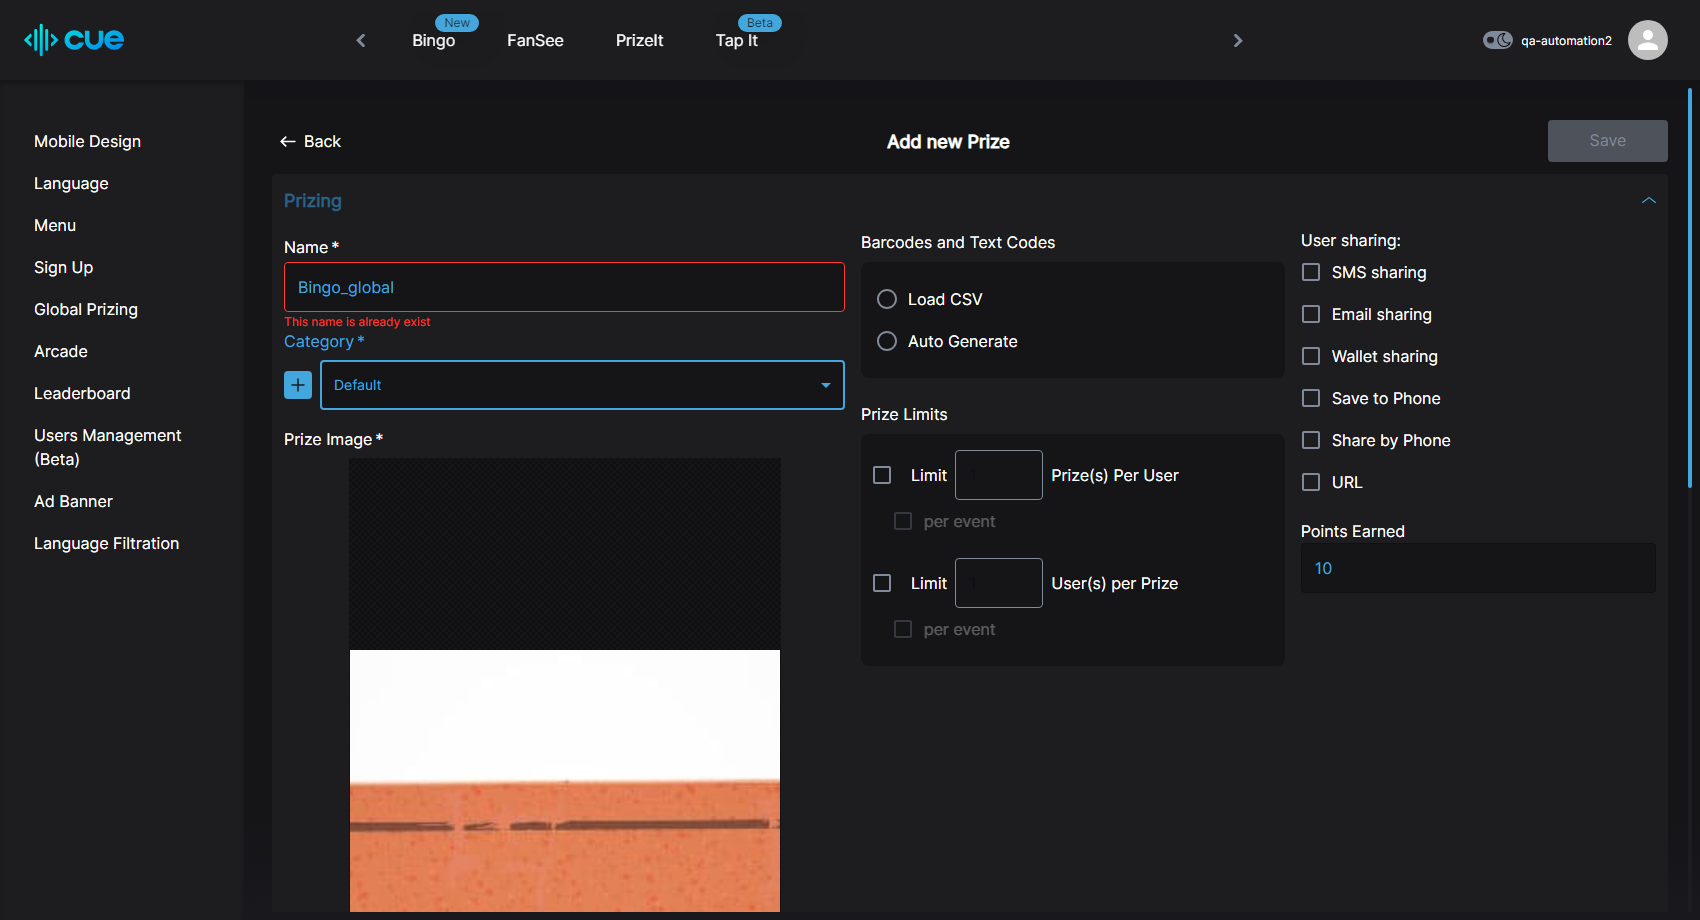 cue
New
Bingo
FanSee
PrizeIt
Beta
Tap It
qa-automation2
Mobile Design
Language
Menu
Sign Up
Global Prizing
Arcade
Leaderboard
Users Management
(Beta)
Ad Banner
Language Filtration
Back
Add new Prize
Save
Prizing
Name *
Bingo_global
This name is already exist
Category *
Default
Prize Image *
Barcodes and Text Codes
Load CSV
Auto Generate
Prize Limits
Limit 1 Prize(s) Per User
per event
Limit 1 User(s) per Prize
per event
User sharing:
SMS sharing
Email sharing
Wallet sharing
Save to Phone
Share by Phone
URL
Points Earned
10